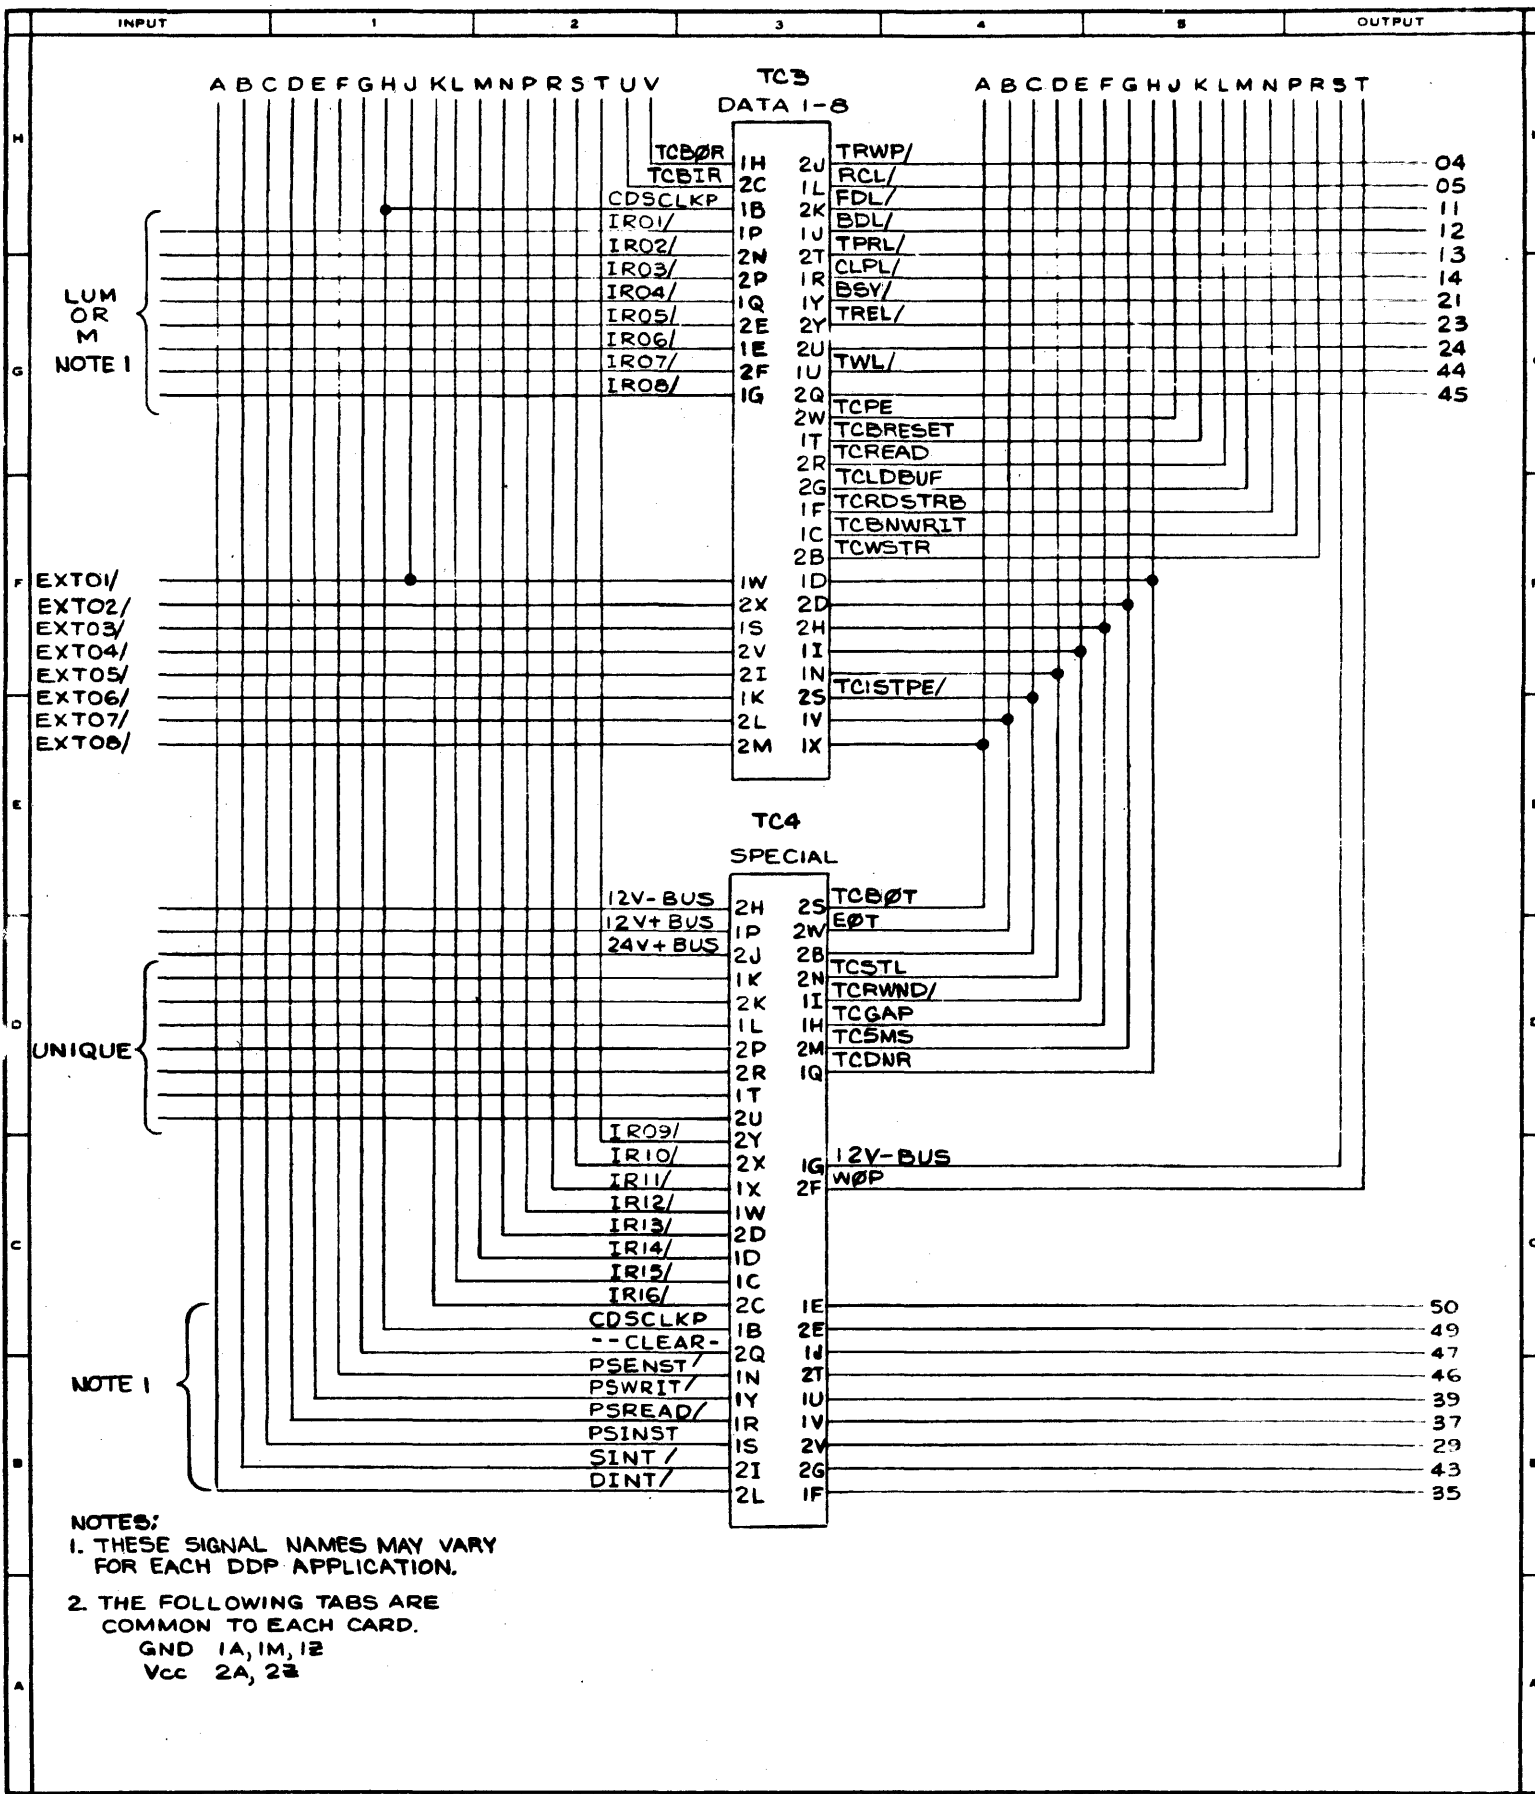 INPUT 1 2 3 4 5 OUTPUT
A B C D E F G H J K L M N P R S T U V
TC3
DATA 1-8
A B C D E F G H J K L M N P R S T
H
TCBØR 1H 2J TRWP/ 04
TCBIR 2C 1L RCL/ 05
CDSCLKP 1B 2K FDL/ 11
IR01/ 1P 1J BDL/ 12
IR02/ 2N 2T TPRL/ 13
IR03/ 2P 1R CLPL/ 14
IR04/ 1Q 1Y BSY/ 21
IR05/ 2E 2Y TREL/ 23
IR06/ 1E 2U 24
IR07/ 2F 1U TWL/ 44
IR08/ 1G 2Q 45
LUM
OR
M
NOTE 1
G
2W TCPE
1T TCBRESET
2R TCREAD
2G TCLDBUF
1F TCRDSTRB
1C TCBNWRIT
2B TCWSTR
F
EXT01/ 1W 1D
EXT02/ 2X 2D
EXT03/ 1S 2H
EXT04/ 2V 1I
EXT05/ 2I 1N
EXT06/ 1K 2S TCISTPE/
EXT07/ 2L 1V
EXT08/ 2M 1X
E
TC4
SPECIAL
12V-BUS 2H 2S TCBØT
12V+BUS 1P 2W EØT
24V+BUS 2J 2B
1K 2N TCSTL
2K 1I TCRWND/
1L 1H TCGAP
2P 2M TC5MS
2R 1Q TCDNR
1T
2U
D
UNIQUE
IR09/ 2Y
IR10/ 2X 1G 12V-BUS
IR11/ 1X 2F WØP
IR12/ 1W
IR13/ 2D
IR14/ 1D
IR15/ 1C
IR16/ 2C 1E 50
CDSCLKP 1B 2E 49
--CLEAR- 2Q 1J 47
PSENST/ 1N 2T 46
PSWRIT/ 1Y 1U 39
PSREAD/ 1R 1V 37
PSINST 1S 2V 29
SINT/ 2I 2G 43
DINT/ 2L 1F 35
C
NOTE 1
B
NOTES:
1. THESE SIGNAL NAMES MAY VARY
FOR EACH DDP APPLICATION.
2. THE FOLLOWING TABS ARE
COMMON TO EACH CARD.
GND 1A, 1M, 1Z
Vcc 2A, 2Z
A